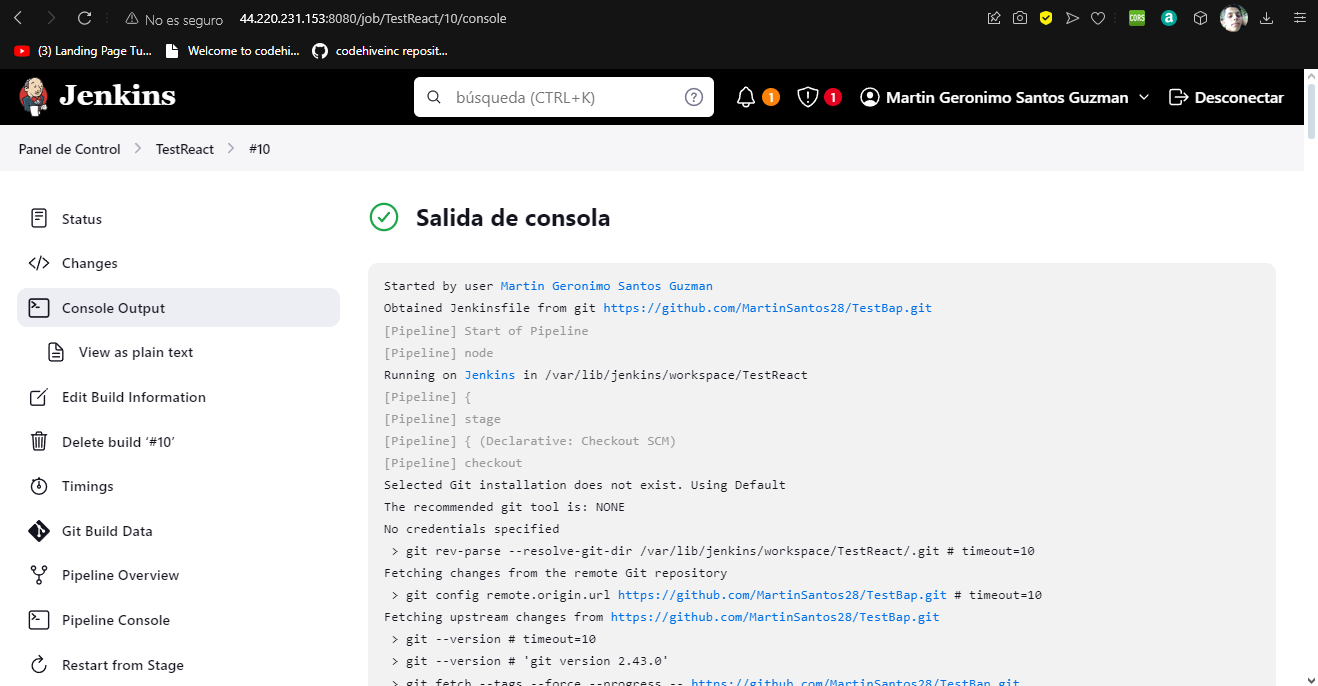 No es seguro 44.220.231.153:8080/job/TestReact/10/console
CORS
a
(3) Landing Page Tu... Welcome to codehi... codehiveinc reposit...
Jenkins búsqueda (CTRL+K) ? 1 1 Martin Geronimo Santos Guzman Desconectar
Panel de Control > TestReact > #10
Status
Changes
Console Output
View as plain text
Edit Build Information
Delete build ‘#10’
Timings
Git Build Data
Pipeline Overview
Pipeline Console
Restart from Stage
Salida de consola
Started by user Martin Geronimo Santos Guzman
Obtained Jenkinsfile from git https://github.com/MartinSantos28/TestBap.git
[Pipeline] Start of Pipeline
[Pipeline] node
Running on Jenkins in /var/lib/jenkins/workspace/TestReact
[Pipeline] {
[Pipeline] stage
[Pipeline] { (Declarative: Checkout SCM)
[Pipeline] checkout
Selected Git installation does not exist. Using Default
The recommended git tool is: NONE
No credentials specified
> git rev-parse --resolve-git-dir /var/lib/jenkins/workspace/TestReact/.git # timeout=10
Fetching changes from the remote Git repository
> git config remote.origin.url https://github.com/MartinSantos28/TestBap.git # timeout=10
Fetching upstream changes from https://github.com/MartinSantos28/TestBap.git
> git --version # timeout=10
> git --version # 'git version 2.43.0'
> git fetch --tags --force --progress -- https://github.com/MartinSantos28/TestBap.git